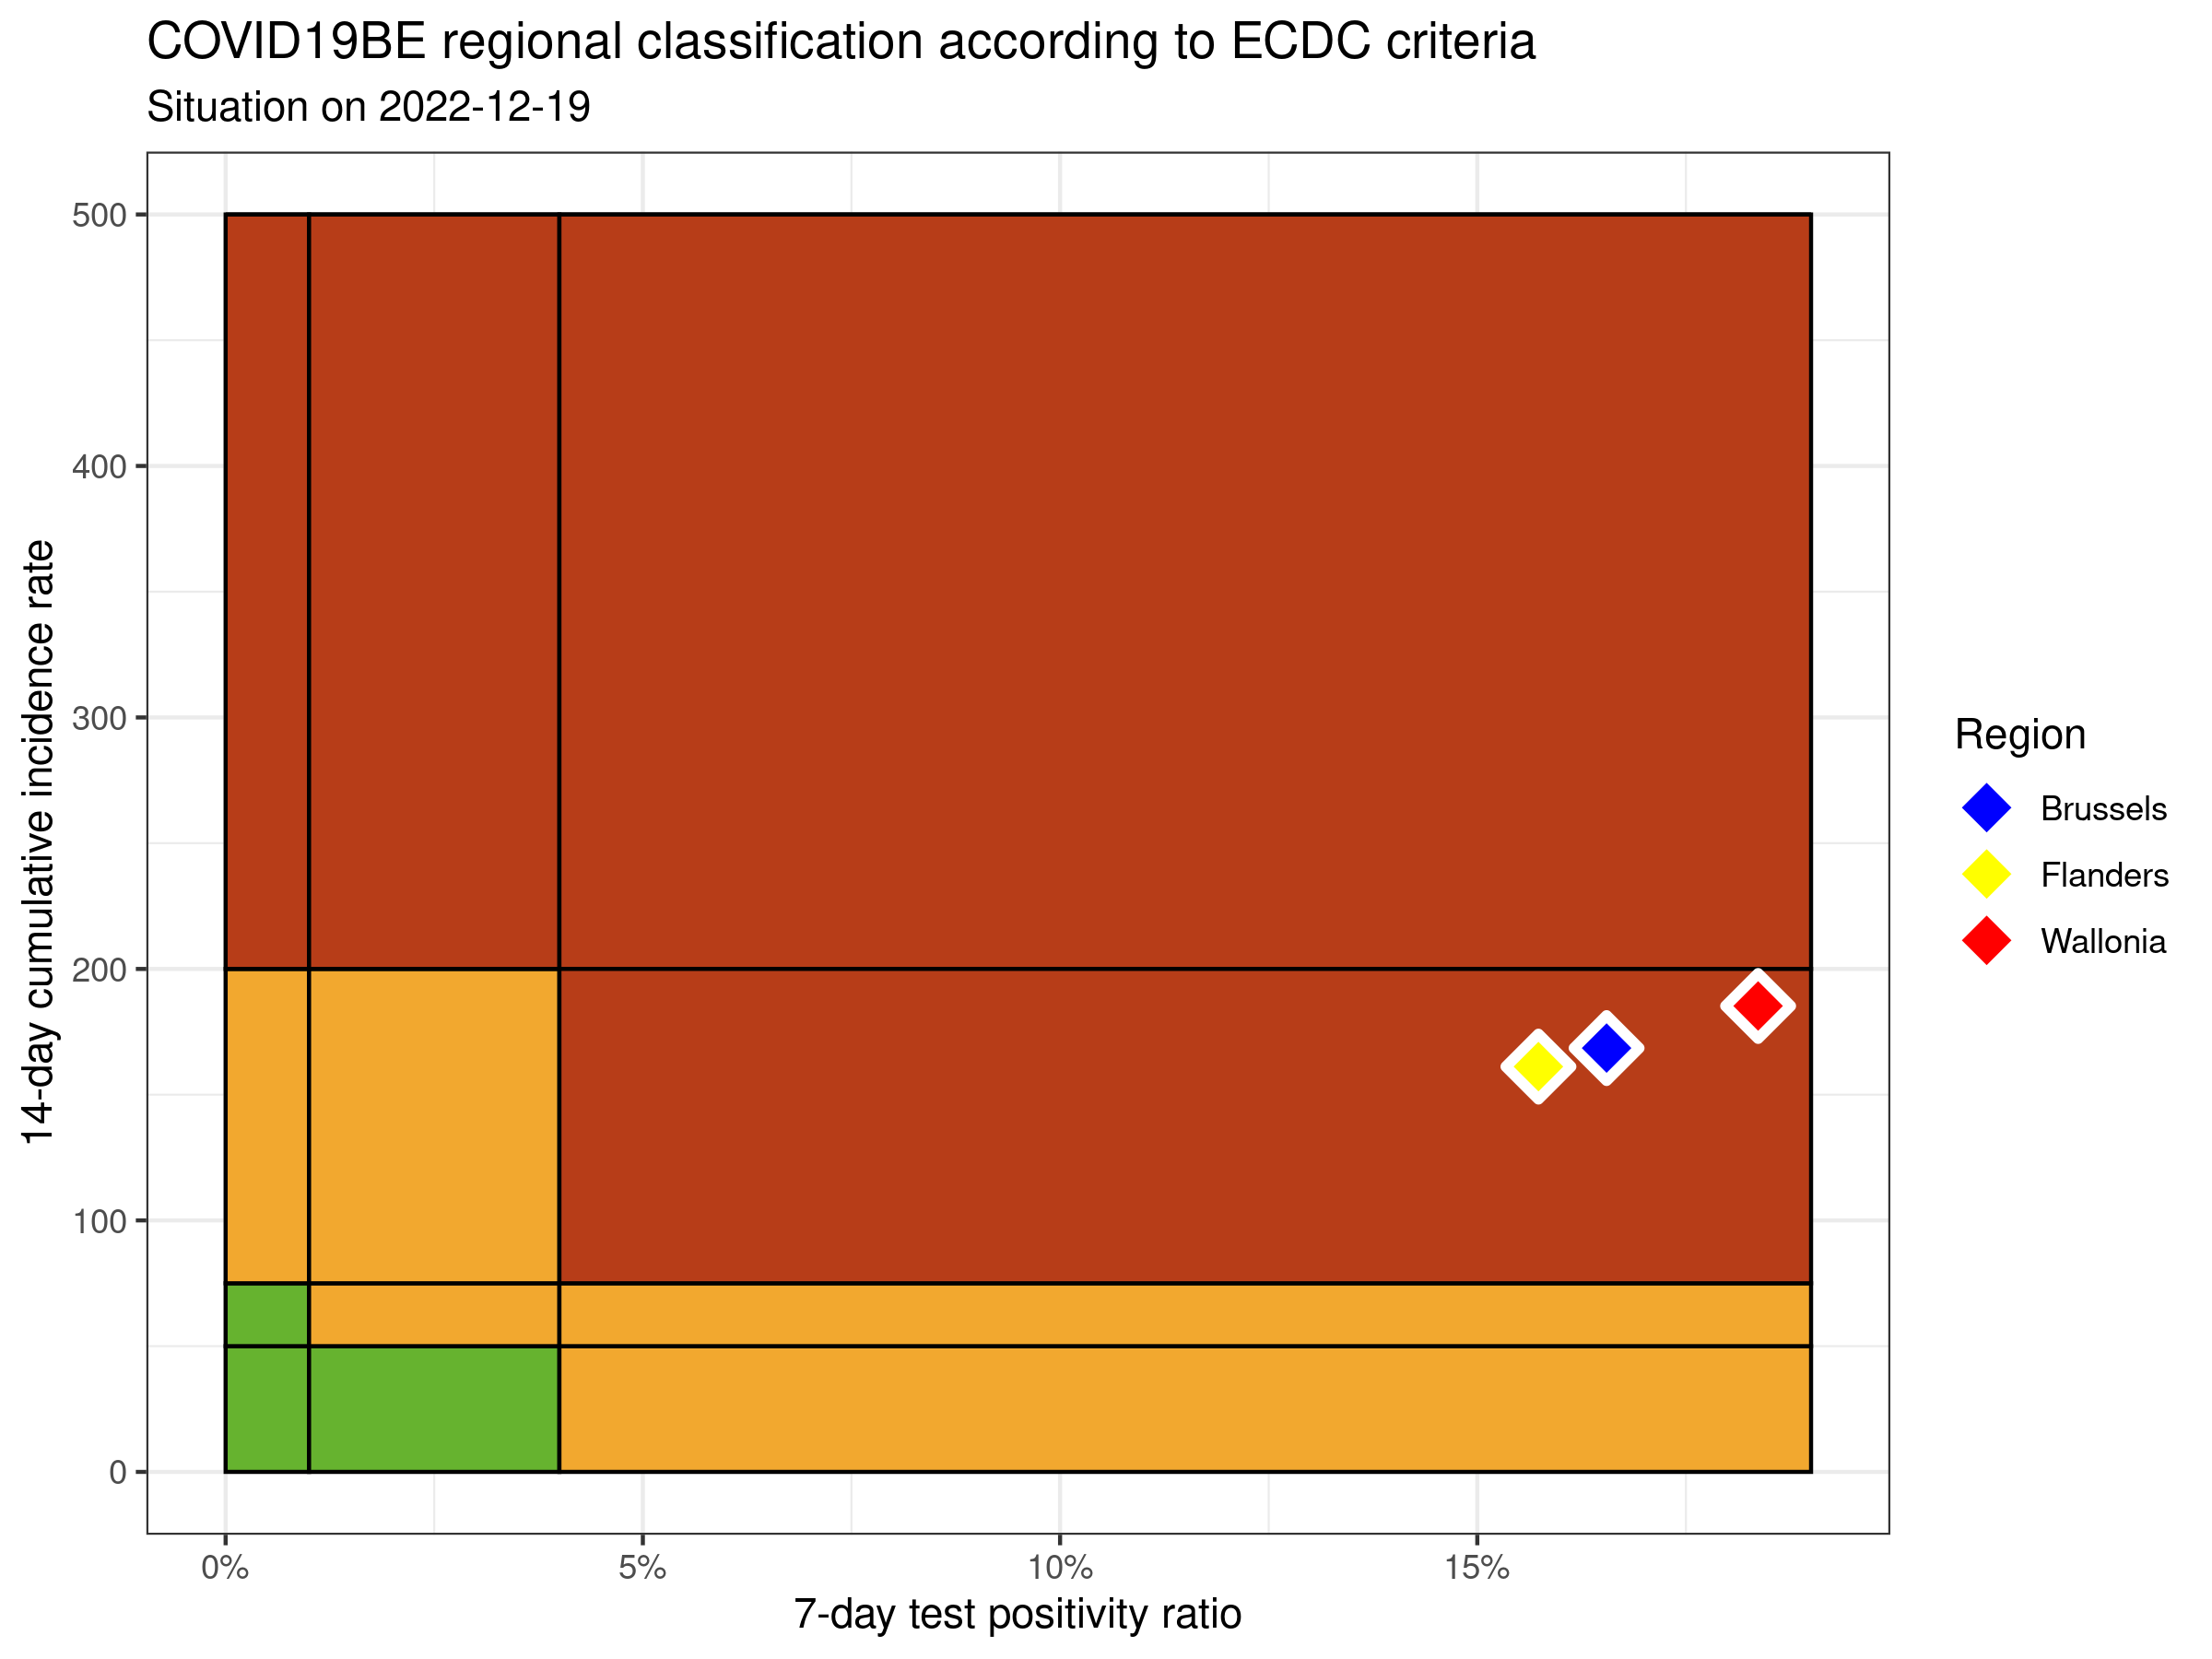 COVID19BE regional classification according to ECDC criteria
Situation on 2022-12-19
14-day cumulative incidence rate
500
400
300
200
100
0
0%
5%
10%
15%
7-day test positivity ratio
Region
Brussels
Flanders
Wallonia